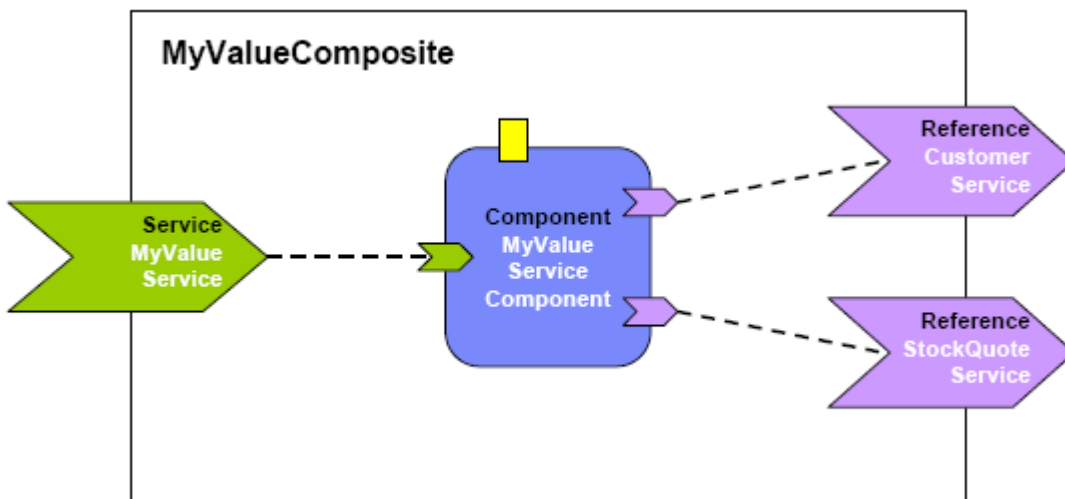 MyValueComposite
Service
MyValue
Service
Component
MyValue
Service
Component
Reference
Customer
Service
Reference
StockQuote
Service